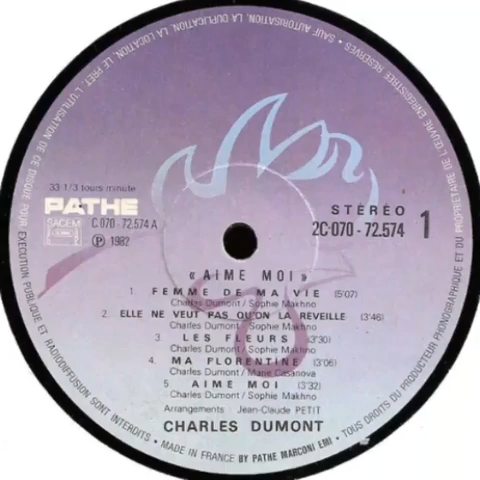 SAUF AUTORISATION, LA DUPLICATION, LA LOCATION, LE PRET, L'UTILISATION DE CE DISQUE POUR EXECUTION PUBLIQUE ET RADIODIFFUSION SONT INTERDITS • MADE IN FRANCE BY PATHE MARCONI EMI • TOUS DROITS DU PRODUCTEUR PHONOGRAPHIQUE ET DU PROPRIETAIRE DE L'ŒUVRE ENREGISTREE RESERVES •
33 1/3 tours minute
PATHE
SACEM
C 070 - 72.574 A
Ⓟ 1982
STÉRÉO
2C 070 - 72.574
1
« AIME MOI »
1. FEMME DE MA VIE (5'07)
Charles Dumont / Sophie Makhno
2. ELLE NE VEUT PAS QU'ON LA REVEILLE (3'46)
Charles Dumont / Sophie Makhno
3. LES FLEURS (3'30)
Charles Dumont / Sophie Makhno
4. MA FLORENTINE (3'06)
Charles Dumont / Marie Casanova
5. AIME MOI (3'32)
Charles Dumont / Sophie Makhno
Arrangements : Jean-Claude PETIT
CHARLES DUMONT